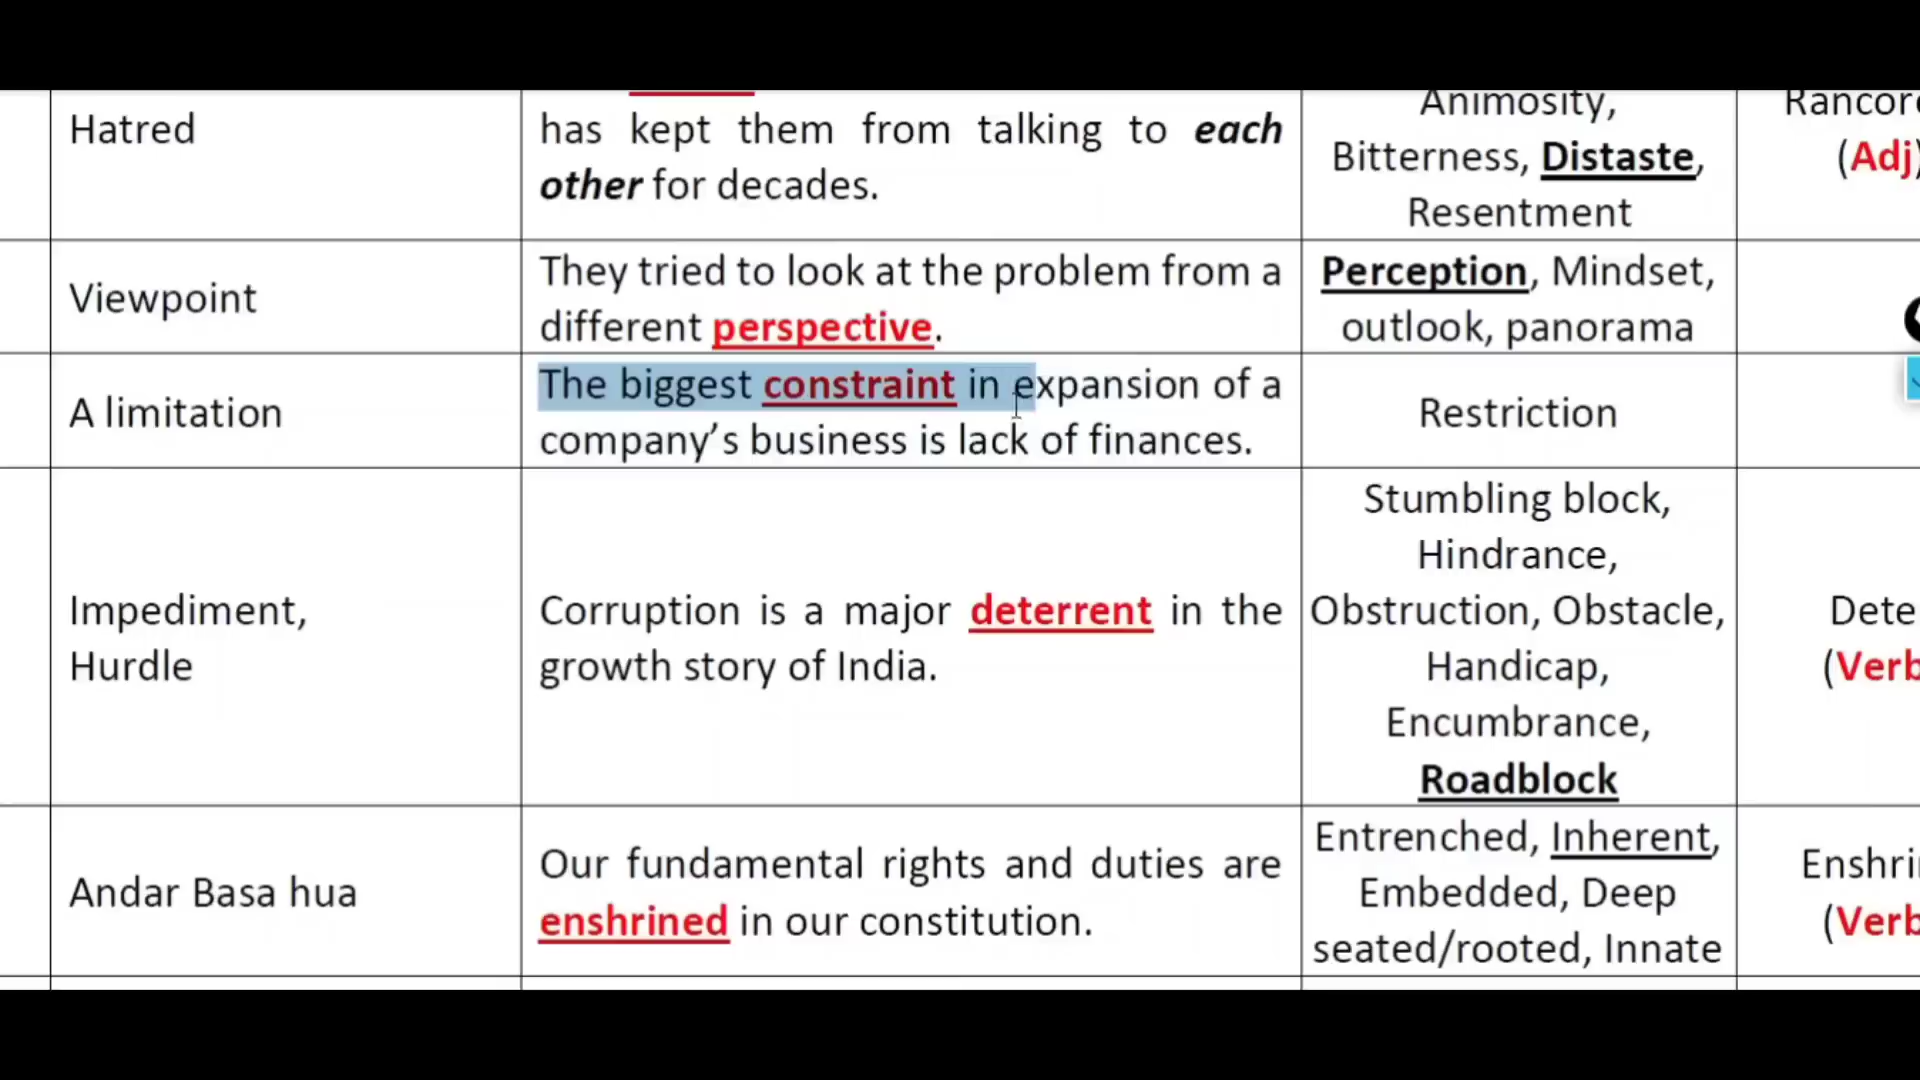 Hatred
has kept them from talking to each
other for decades.
Animosity,
Bitterness, Distaste,
Resentment
(Adj)
Viewpoint
They tried to look at the problem from a
different perspective.
Perception, Mindset,
outlook, panorama
A limitation
The biggest constraint in expansion of a
company’s business is lack of finances.
Restriction
Impediment,
Hurdle
Corruption is a major deterrent in the
growth story of India.
Stumbling block,
Hindrance,
Obstruction, Obstacle,
Handicap,
Encumbrance,
Roadblock
(Verb
Andar Basa hua
Our fundamental rights and duties are
enshrined in our constitution.
Entrenched, Inherent,
Embedded, Deep
seated/rooted, Innate
(Verb